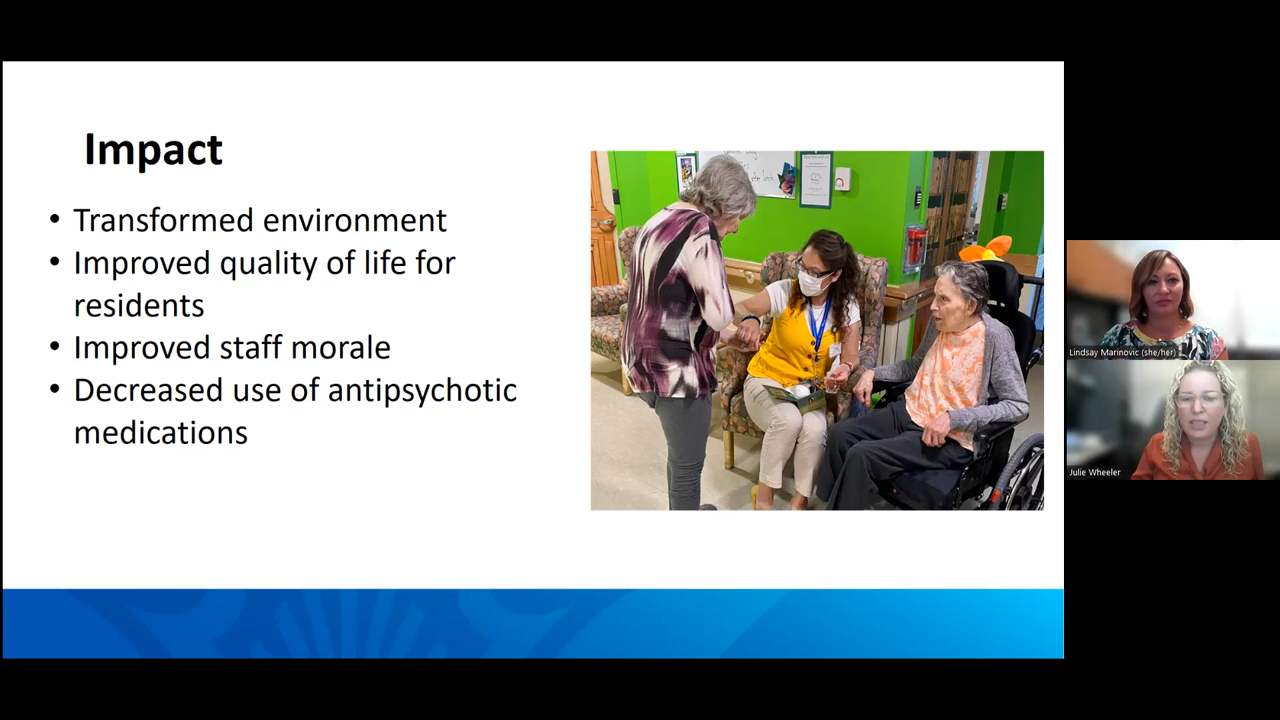 Impact
• Transformed environment
• Improved quality of life for
residents
• Improved staff morale
• Decreased use of antipsychotic
medications
Lindsay Marinovic (she/her)
Julie Wheeler